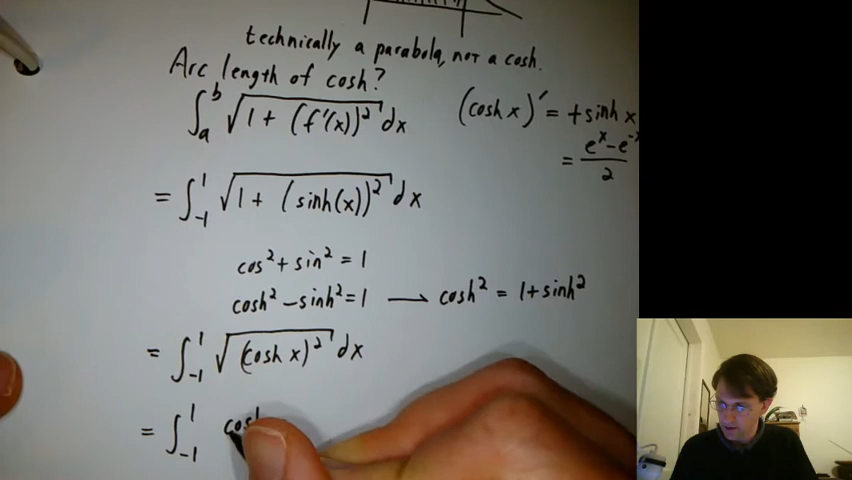 technically a parabola, not a cosh.
Arc length of cosh?
∫_a^b √(1 + (f'(x))²) dx
(cosh x)' = + sinh x
= (e^x - e^-x)/2
= ∫_-1^1 √(1 + (sinh(x))²) dx
cos² + sin² = 1
cosh² - sinh² = 1 → cosh² = 1 + sinh²
= ∫_-1^1 √((cosh x)²) dx
= ∫_-1^1 cosh